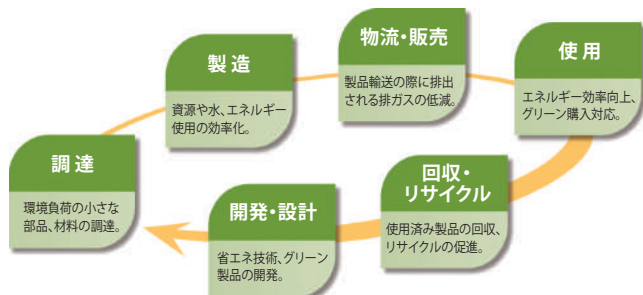 調達
環境負荷の小さな
部品、材料の調達。
製造
資源や水、エネルギー
使用の効率化。
物流・販売
製品輸送の際に排出
される排ガスの低減。
使用
エネルギー効率向上、
グリーン購入対応。
回収・
リサイクル
使用済み製品の回収、
リサイクルの促進。
開発・設計
省エネ技術、グリーン
製品の開発。